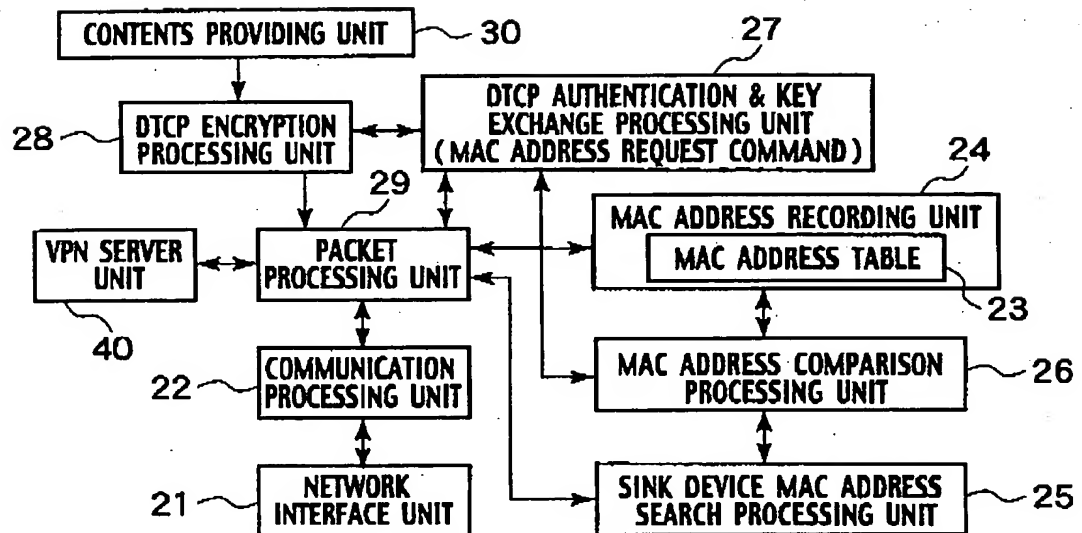 CONTENTS PROVIDING UNIT
30
27
DTCP AUTHENTICATION & KEY
EXCHANGE PROCESSING UNIT
(MAC ADDRESS REQUEST COMMAND)
28
DTCP ENCRYPTION
PROCESSING UNIT
24
29
MAC ADDRESS RECORDING UNIT
MAC ADDRESS TABLE
23
VPN SERVER
UNIT
40
PACKET
PROCESSING UNIT
22
COMMUNICATION
PROCESSING UNIT
MAC ADDRESS COMPARISON
PROCESSING UNIT
26
21
NETWORK
INTERFACE UNIT
SINK DEVICE MAC ADDRESS
SEARCH PROCESSING UNIT
25